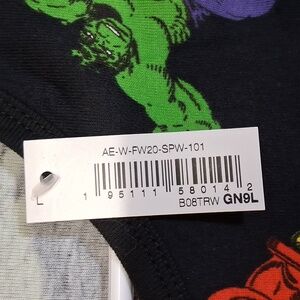 AE-W-FW20-SPW-101
L 1 95111 58014 2
B08TRW GN9L